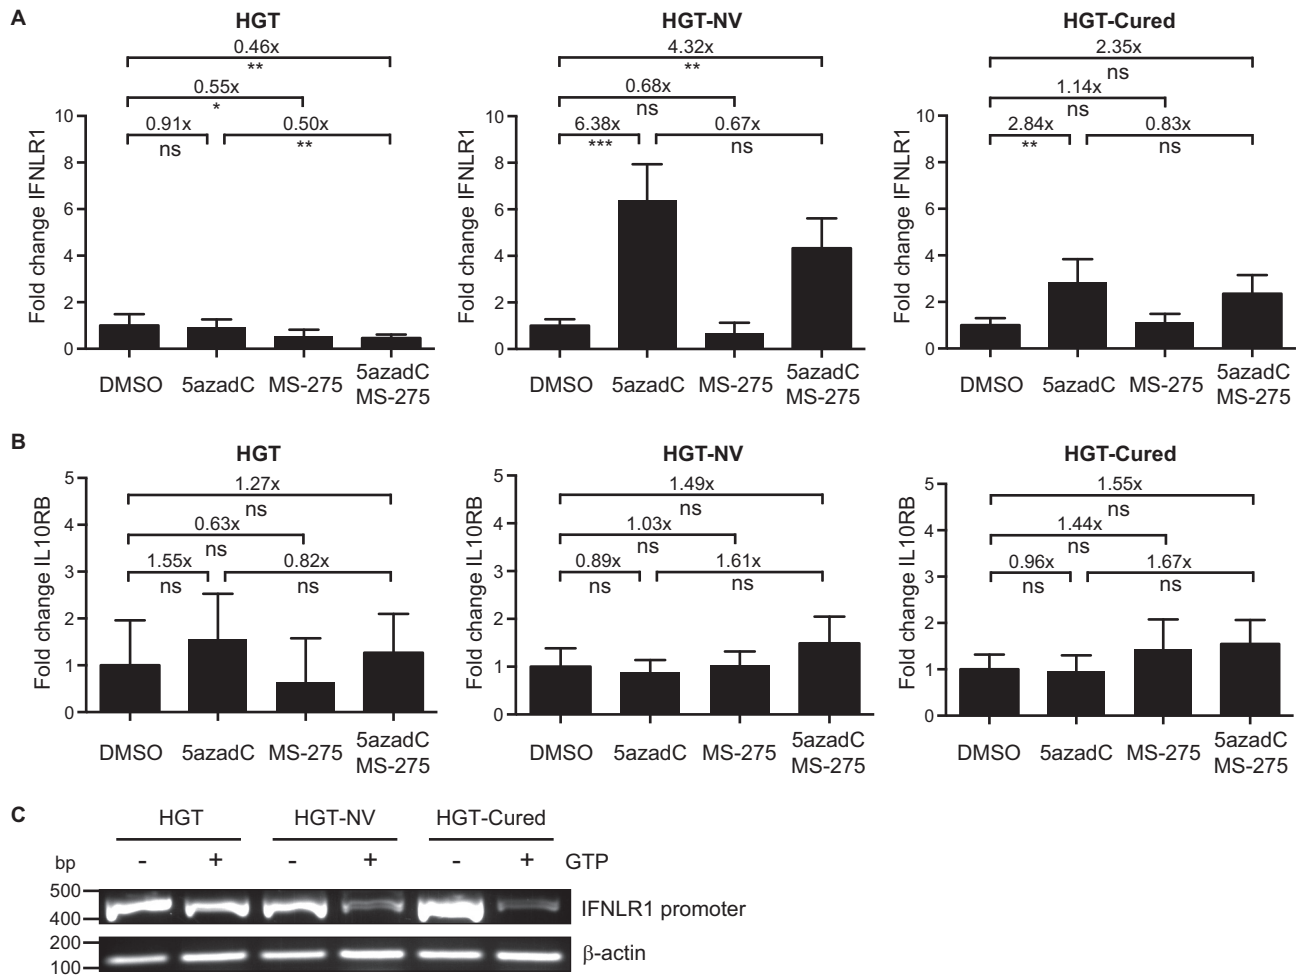 A
HGT
HGT-NV
HGT-Cured
0.46x
**
0.55x
*
0.91x
ns
0.50x
**
Fold change IFNLR1
10
8
6
4
2
0
DMSO
5azadC
MS-275
5azadC
MS-275
4.32x
**
0.68x
ns
6.38x
***
0.67x
ns
Fold change IFNLR1
10
8
6
4
2
0
DMSO
5azadC
MS-275
5azadC
MS-275
2.35x
ns
1.14x
ns
2.84x
**
0.83x
ns
Fold change IFNLR1
10
8
6
4
2
0
DMSO
5azadC
MS-275
5azadC
MS-275
B
HGT
HGT-NV
HGT-Cured
1.27x
ns
0.63x
ns
1.55x
ns
0.82x
ns
Fold change IL10RB
5
4
3
2
1
0
DMSO
5azadC
MS-275
5azadC
MS-275
1.49x
ns
1.03x
ns
0.89x
ns
1.61x
ns
Fold change IL10RB
5
4
3
2
1
0
DMSO
5azadC
MS-275
5azadC
MS-275
1.55x
ns
1.44x
ns
0.96x
ns
1.67x
ns
Fold change IL10RB
5
4
3
2
1
0
DMSO
5azadC
MS-275
5azadC
MS-275
C
HGT HGT-NV HGT-Cured
bp - + - + - + GTP
500
400
IFNLR1 promoter
200
100
β-actin